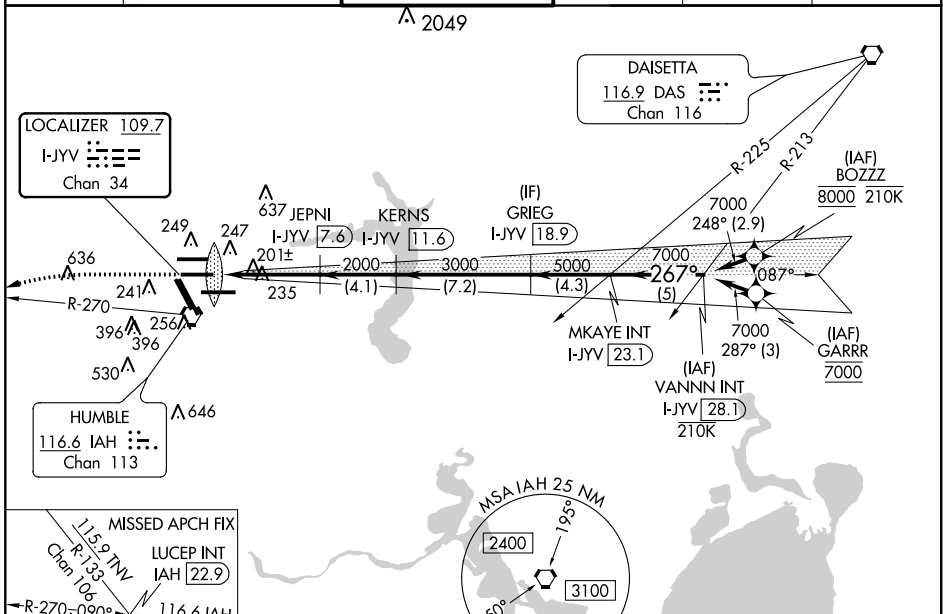 2049
DAISETTA
116.9 DAS
Chan 116
LOCALIZER 109.7
I-JYV
Chan 34
R-225
R-213
(IAF)
BOZZZ
8000 210K
7000
248° (2.9)
637
JEPNI
I-JYV 7.6
KERNS
I-JYV 11.6
(IF)
GRIEG
I-JYV 18.9
249
247
201±
235
636
241
2000
(4.1)
3000
(7.2)
5000
(4.3)
7000
267°
(5)
087°
R-270
256
396
396
530
MKAYE INT
I-JYV 23.1
7000
287° (3)
(IAF)
GARRR
7000
(IAF)
VANNN INT
I-JYV 28.1
210K
HUMBLE
116.6 IAH
Chan 113
646
MISSED APCH FIX
115.9 TNV
R-133
Chan 106
LUCEP INT
IAH 22.9
R-270-090°
116.6 IAH
MSA IAH 25 NM
195°
2400
3100